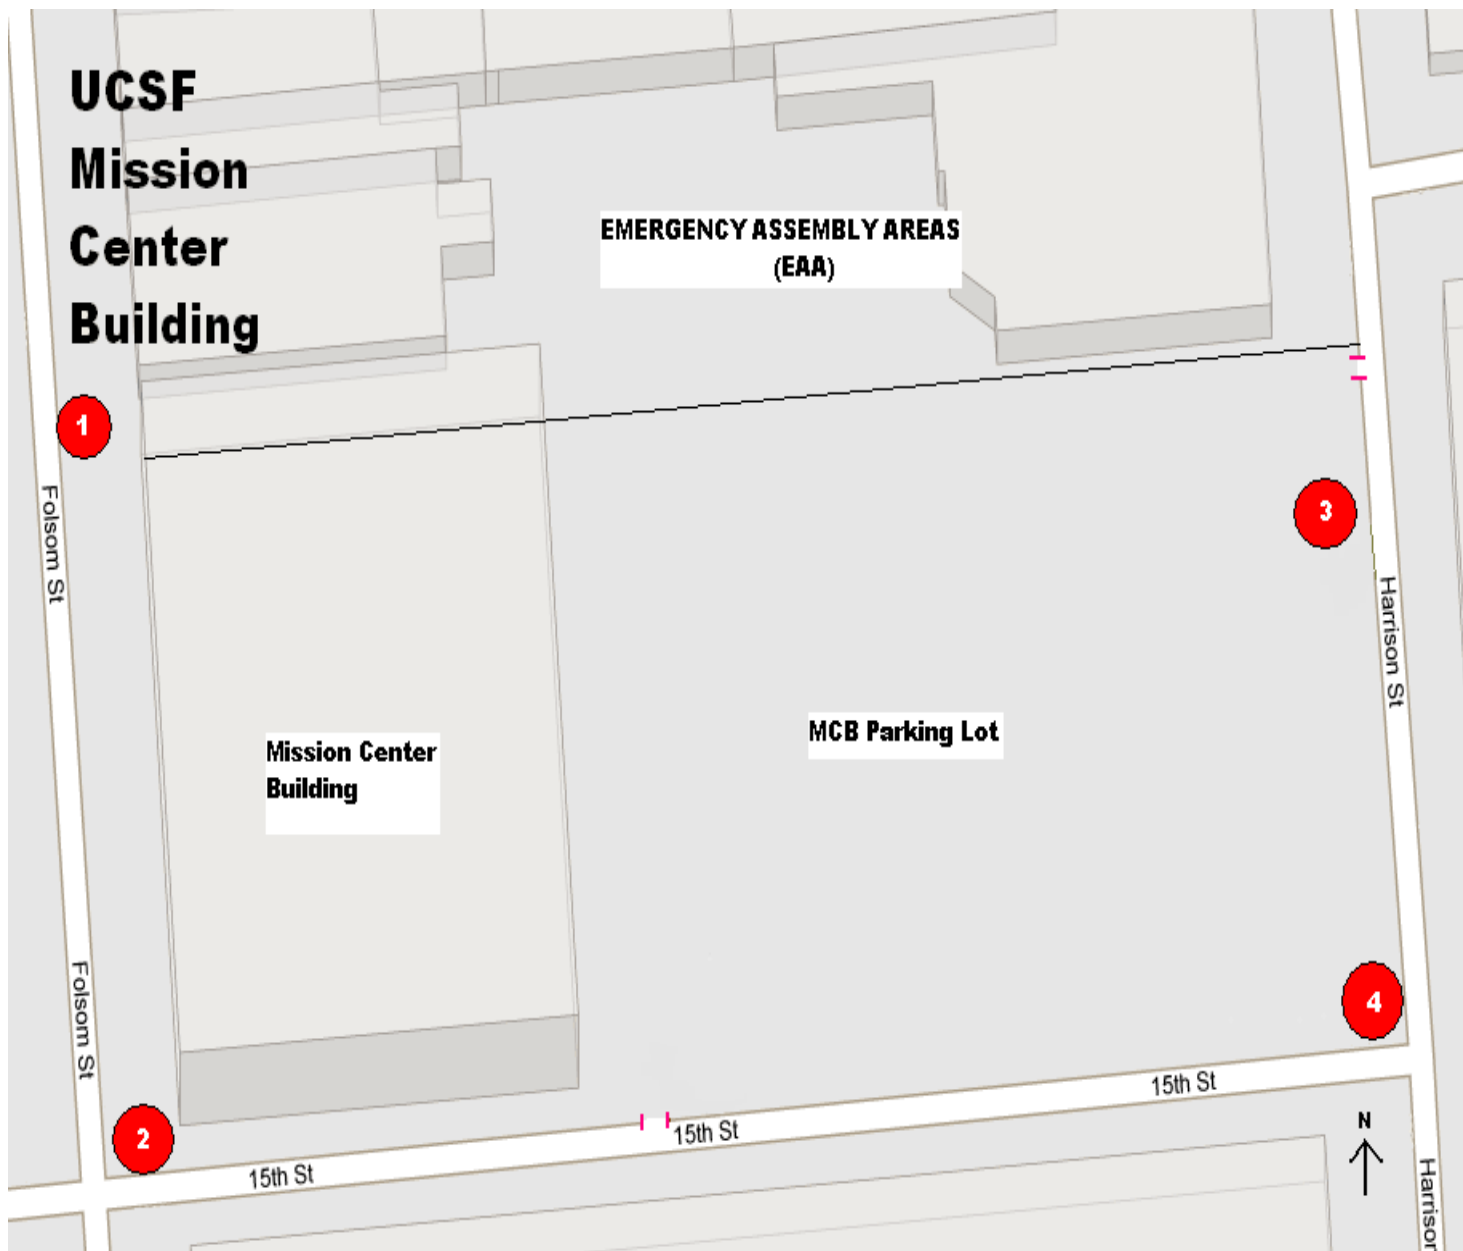 UCSF
Mission
Center
Building
EMERGENCY ASSEMBLY AREAS
(EAA)
1
Folsom St
3
Harrison St
MCB Parking Lot
Mission Center
Building
Folsom St
4
15th St
2
15th St
15th St
N
Harrison